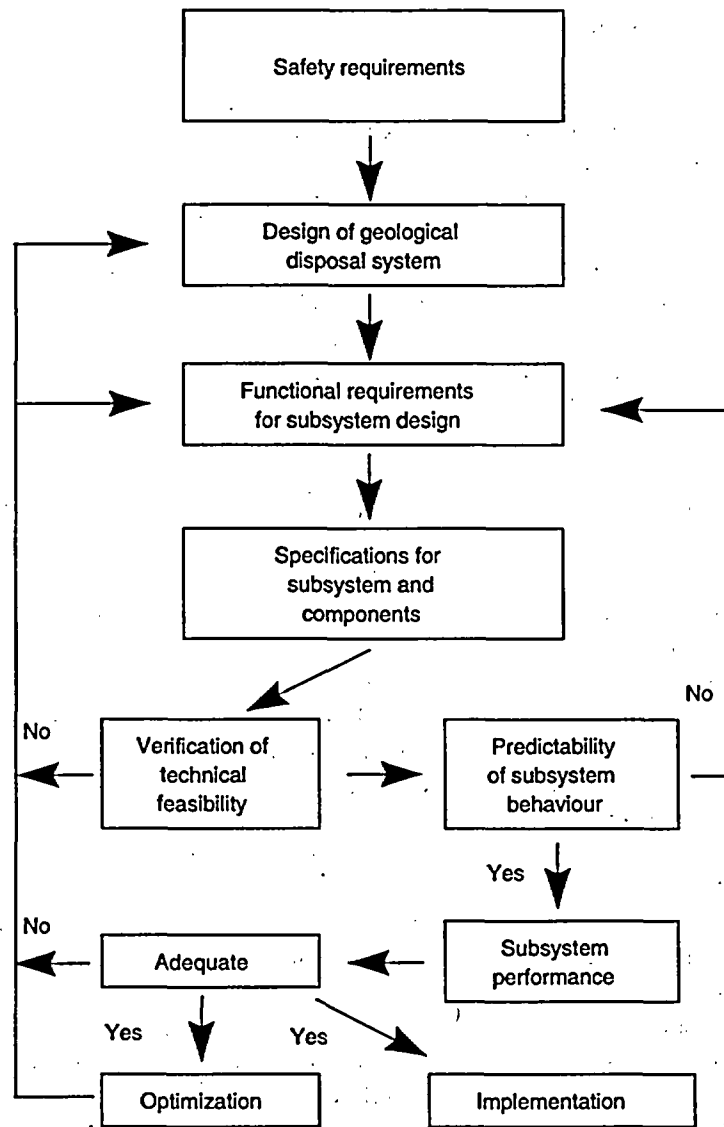 Safety requirements
Design of geological
disposal system
Functional requirements
for subsystem design
Specifications for
subsystem and
components
No
No
Verification of
technical
feasibility
Predictability
of subsystem
behaviour
Yes
No
Adequate
Subsystem
performance
Yes
Yes
Optimization
Implementation